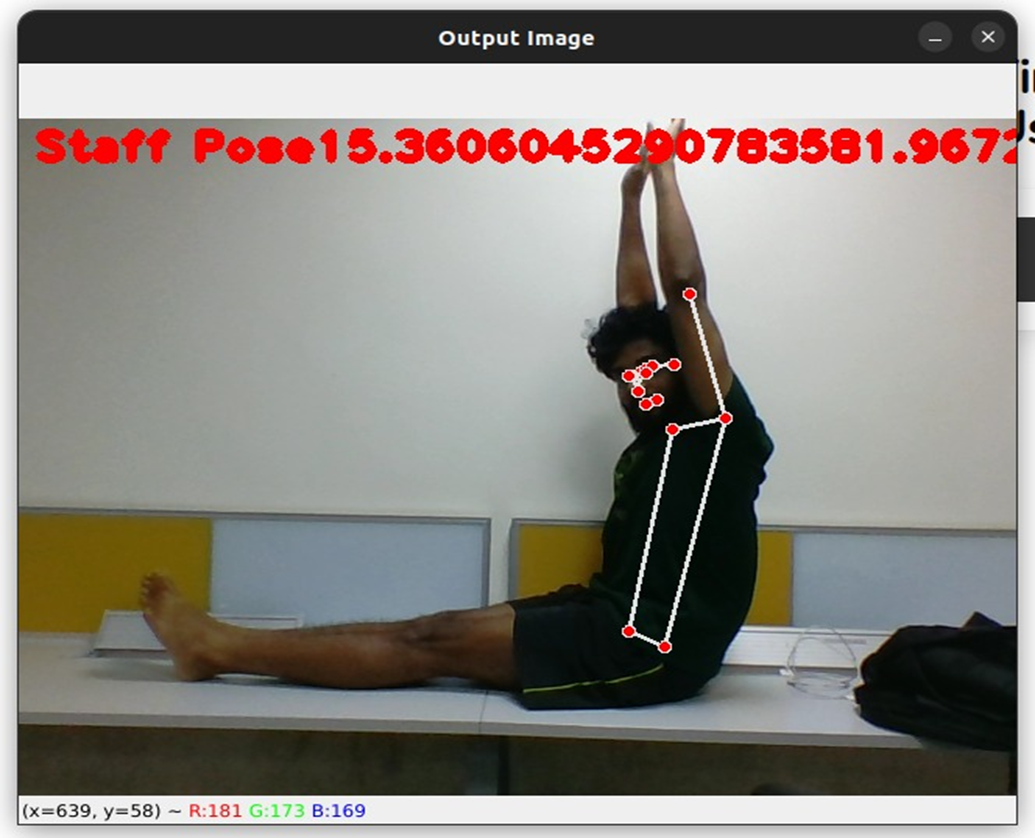 Output Image
Staff Pose15.3606045290783581.9672
(x=639, y=58) ~ R:181 G:173 B:169